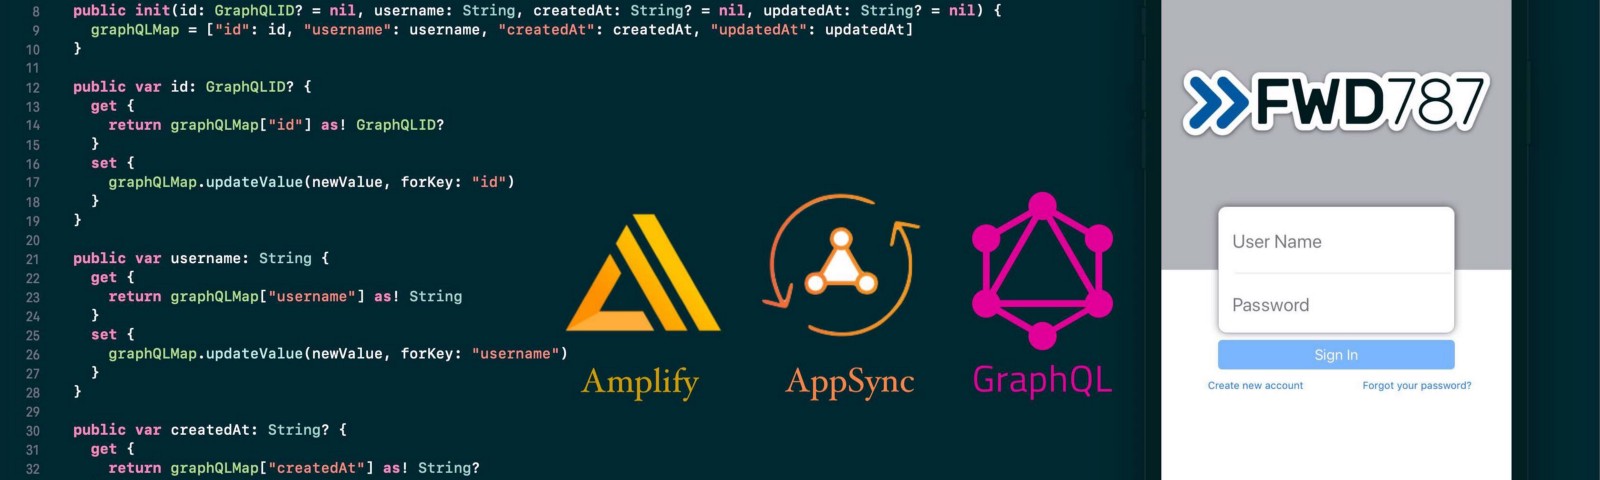 8 public init(id: GraphQLID? = nil, username: String, createdAt: String? = nil, updatedAt: String? = nil) {
9 graphQLMap = ["id": id, "username": username, "createdAt": createdAt, "updatedAt": updatedAt]
10 }
11
12 public var id: GraphQLID? {
13 get {
14 return graphQLMap["id"] as! GraphQLID?
15 }
16 set {
17 graphQLMap.updateValue(newValue, forKey: "id")
18 }
19 }
20
21 public var username: String {
22 get {
23 return graphQLMap["username"] as! String
24 }
25 set {
26 graphQLMap.updateValue(newValue, forKey: "username")
27 }
28 }
29
30 public var createdAt: String? {
31 get {
32 return graphQLMap["createdAt"] as! String?
Amplify
AppSync
GraphQL
FWD787
User Name
Password
Sign In
Create new account
Forgot your password?